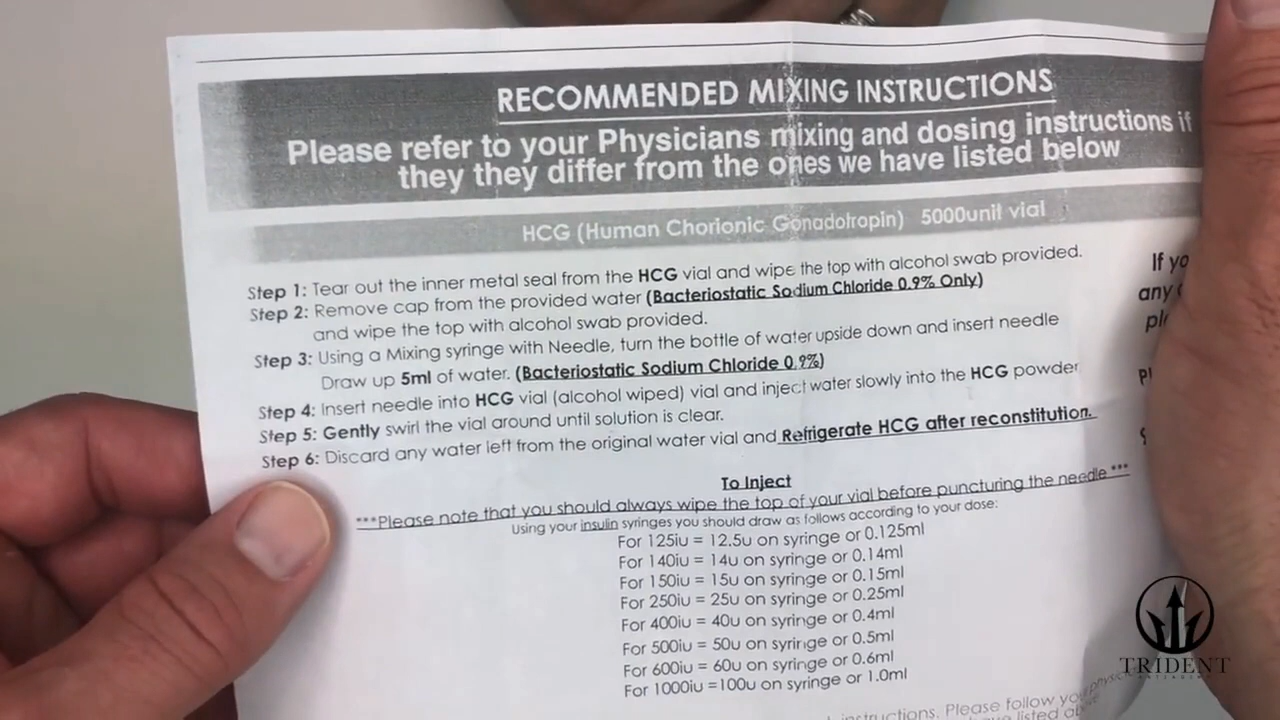 RECOMMENDED MIXING INSTRUCTIONS
Please refer to your Physicians mixing and dosing instructions if
they they differ from the ones we have listed below
HCG (Human Chorionic Gonadotropin) 5000unit vial
Step 1: Tear out the inner metal seal from the HCG vial and wipe the top with alcohol swab provided.
Step 2: Remove cap from the provided water (Bacteriostatic Sodium Chloride 0.9% Only)
and wipe the top with alcohol swab provided.
Step 3: Using a Mixing syringe with Needle, turn the bottle of water upside down and insert needle
Draw up 5ml of water. (Bacteriostatic Sodium Chloride 0.9%)
Step 4: Insert needle into HCG vial (alcohol wiped) vial and inject water slowly into the HCG powder
Step 5: Gently swirl the vial around until solution is clear.
Step 6: Discard any water left from the original water vial and Refrigerate HCG after reconstitution.
To Inject
***Please note that you should always wipe the top of your vial before puncturing the needle ***
Using your insulin syringes you should draw as follows according to your dose:
For 125iu = 12.5u on syringe or 0.125ml
For 140iu = 14u on syringe or 0.14ml
For 150iu = 15u on syringe or 0.15ml
For 250iu = 25u on syringe or 0.25ml
For 400iu = 40u on syringe or 0.4ml
For 500iu = 50u on syringe or 0.5ml
For 600iu = 60u on syringe or 0.6ml
For 1000iu =100u on syringe or 1.0ml
instructions. Please follow
listed
If
any
TRIDENT